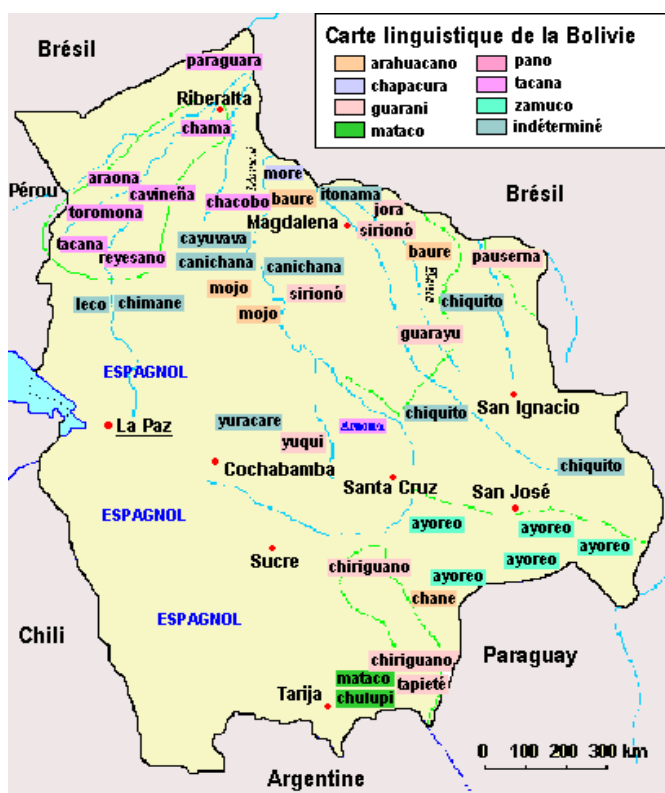 Carte linguistique de la Bolivie
arahuacano
pano
chapacura
tacana
guarani
zamuco
mataco
indéterminé
Brésil
paraguara
Riberalta
chama
more
araona
cavineña
Pérou
toromona
chacobo
baure
itonama
Brésil
jora
Magdalena
sirionó
tacana
reyesano
cayuvava
baure
pauserna
canichana
canichana
mojo
sirionó
leco
chimane
chiquito
mojo
guarayu
ESPAGNOL
San Ignacio
La Paz
yuracare
chiquito
yuqui
Cochabamba
Santa Cruz
chiquito
San José
ESPAGNOL
ayoreo
ayoreo
ayoreo
Sucre
chiriguano
ayoreo
ayoreo
chane
ESPAGNOL
Chili
chiriguano
Paraguay
mataco
tapieté
chulupi
Tarija
0 100 200 300 km
Argentine